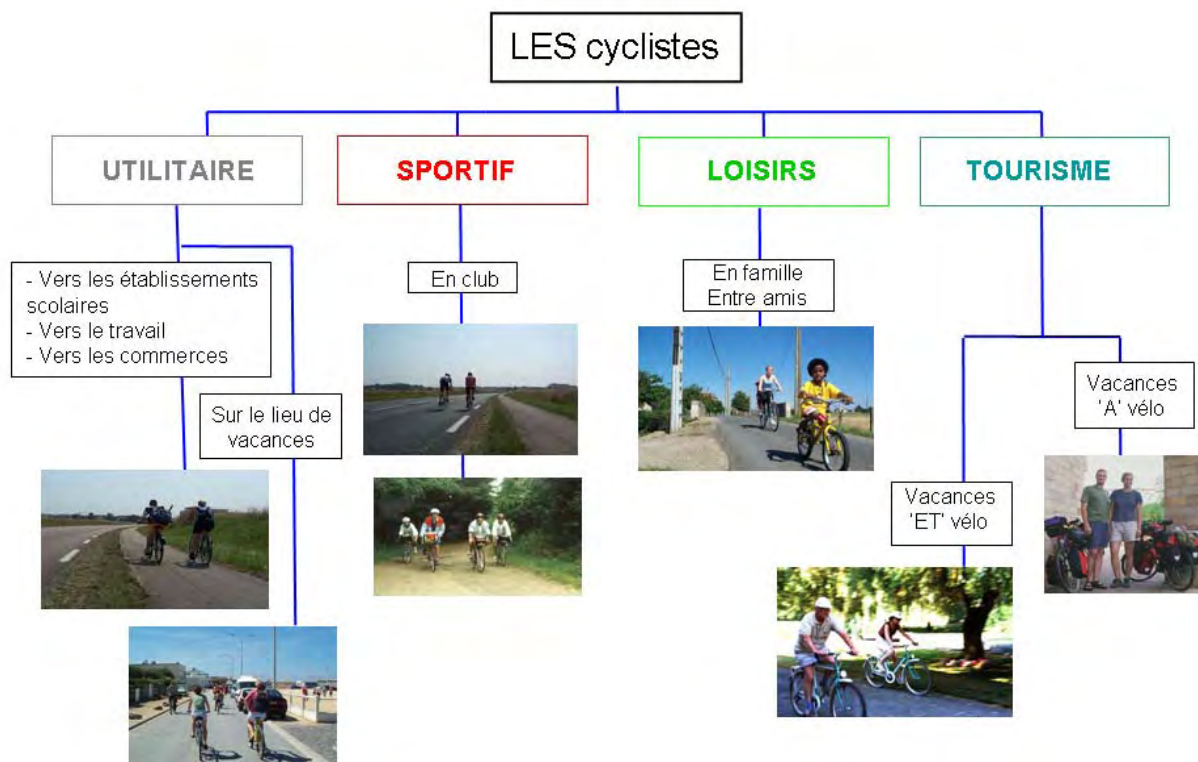 LES cyclistes
UTILITAIRE
SPORTIF
LOISIRS
TOURISME
- Vers les établissements
scolaires
- Vers le travail
- Vers les commerces
Sur le lieu de
vacances
En club
En famille
Entre amis
Vacances
'ET' vélo
Vacances
'A' vélo